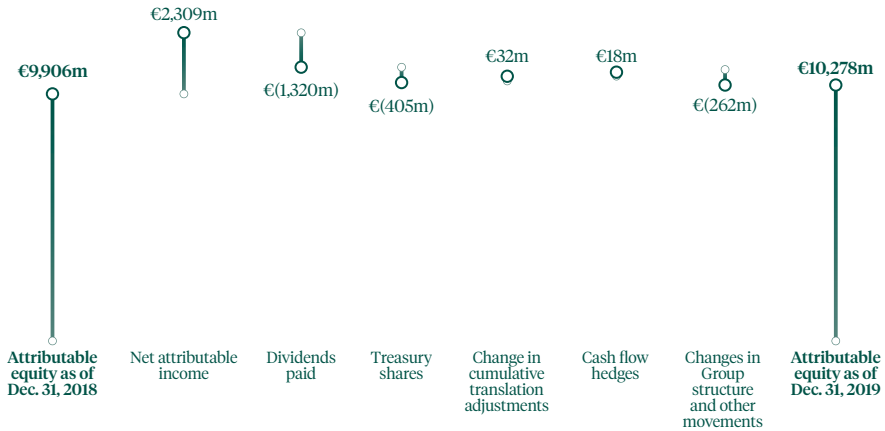 €2,309m
€9,906m
€(1,320m)
€(405m)
€32m
€18m
€(262m)
€10,278m
Attributable
equity as of
Dec. 31, 2018
Net attributable
income
Dividends
paid
Treasury
shares
Change in
cumulative
translation
adjustments
Cash flow
hedges
Changes in
Group
structure
and other
movements
Attributable
equity as of
Dec. 31, 2019